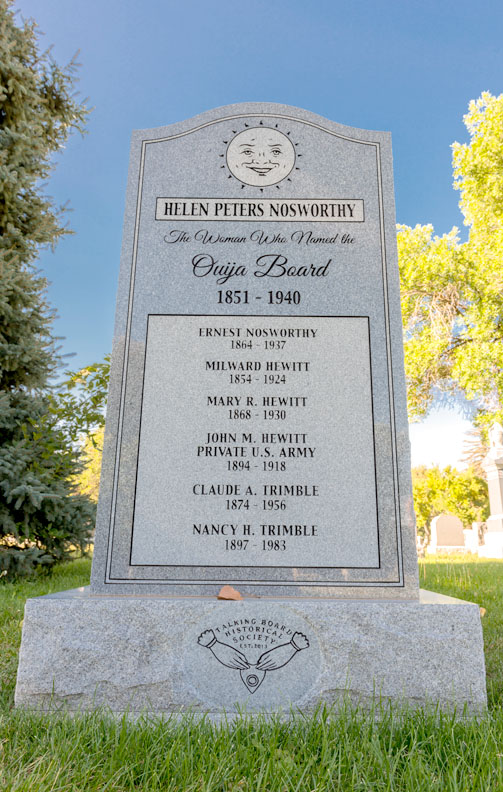 HELEN PETERS NOSWORTHY
The Woman Who Named the
Ouija Board
1851 - 1940
ERNEST NOSWORTHY
1864 - 1937
MILWARD HEWITT
1854 - 1924
MARY R. HEWITT
1868 - 1930
JOHN M. HEWITT
PRIVATE U.S. ARMY
1894 - 1918
CLAUDE A. TRIMBLE
1874 - 1956
NANCY H. TRIMBLE
1897 - 1983
TALKING BOARD
HISTORICAL
SOCIETY
EST. 2013